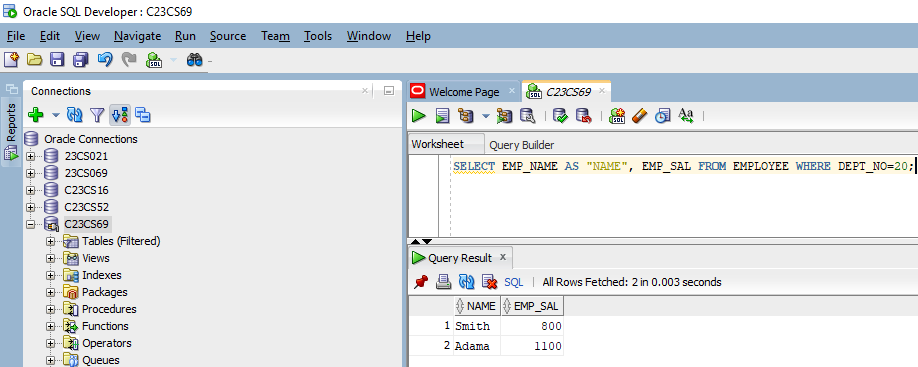 Oracle SQL Developer : C23CS69
File Edit View Navigate Run Source Team Tools Window Help
SQL
Reports
Connections
Oracle Connections
23CS021
23CS069
C23CS16
C23CS52
C23CS69
Tables (Filtered)
Views
Indexes
Packages
Procedures
Functions
Operators
Queues
Welcome Page
C23CS69
SQL
Aa
Worksheet Query Builder
SELECT EMP_NAME AS "NAME", EMP_SAL FROM EMPLOYEE WHERE DEPT_NO=20;
Query Result x
SQL All Rows Fetched: 2 in 0.003 seconds
NAME EMP_SAL
1 Smith 800
2 Adama 1100